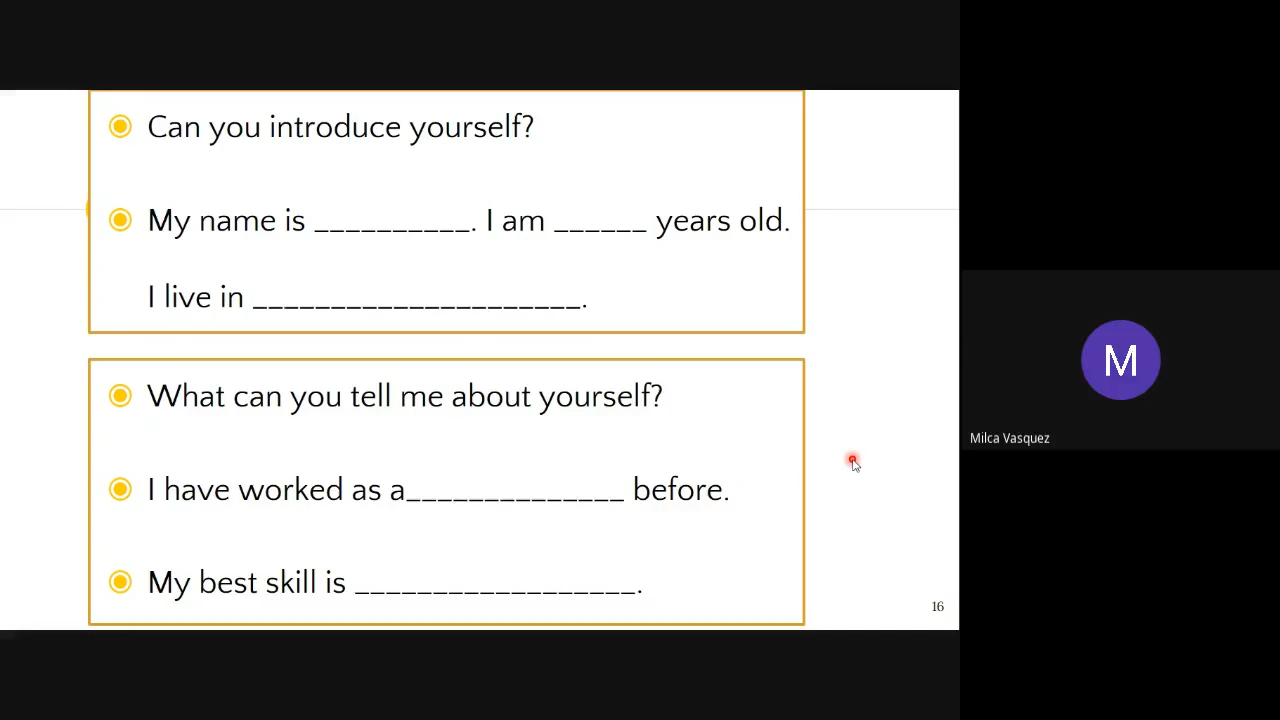 Can you introduce yourself?
My name is __________. I am ______ years old.
I live in _____________________.
What can you tell me about yourself?
I have worked as a______________ before.
My best skill is __________________.
16
M
Milca Vasquez